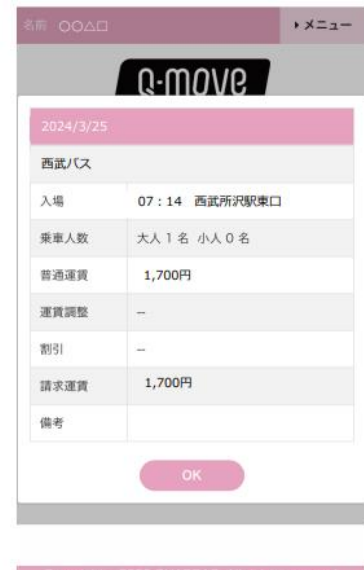 名前 ○○△□
▶メニュー
Q-move
2024/3/25
西武バス
入場 07：14 西武所沢駅東口
乗車人数 大人1名 小人0名
普通運賃 1,700円
運賃調整 --
割引 --
請求運賃 1,700円
備考
OK